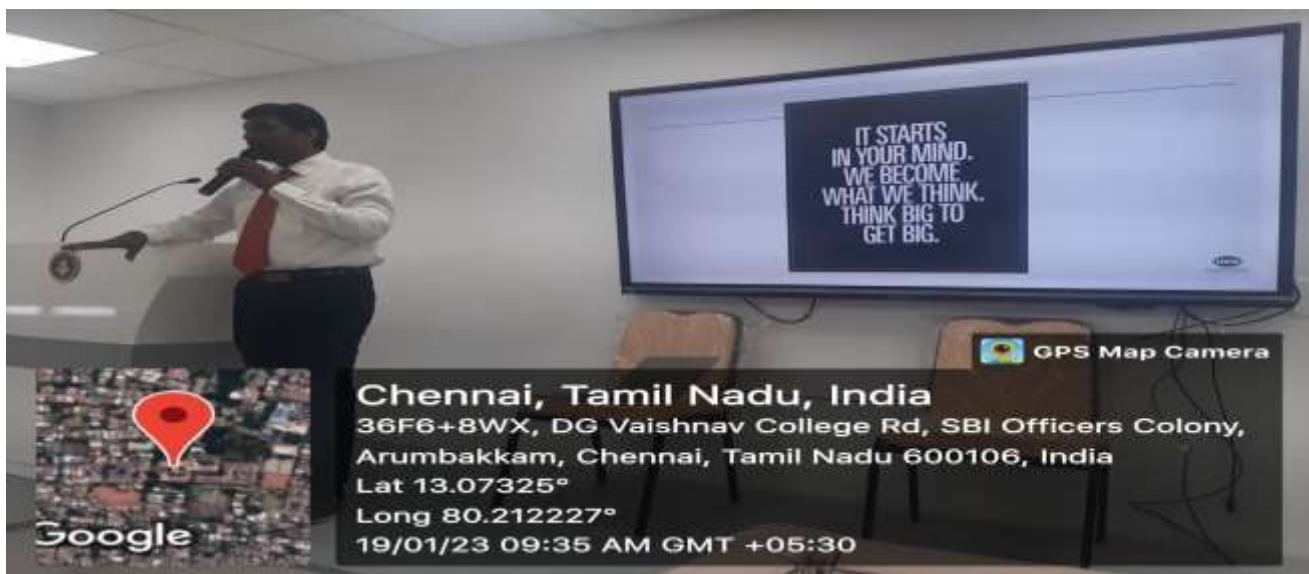 IT STARTS
IN YOUR MIND.
WE BECOME
WHAT WE THINK.
THINK BIG TO
GET BIG.
GPS Map Camera
Chennai, Tamil Nadu, India
36F6+8WX, DG Vaishnav College Rd, SBI Officers Colony,
Arumbakkam, Chennai, Tamil Nadu 600106, India
Lat 13.07325°
Long 80.212227°
19/01/23 09:35 AM GMT +05:30
Google